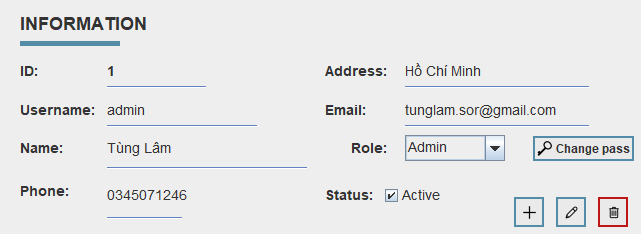 INFORMATION
ID: 1 Address: Hồ Chí Minh
Username: admin Email: tunglam.sor@gmail.com
Name: Tùng Lâm Role: Admin Change pass
Phone: 0345071246 Status: Active